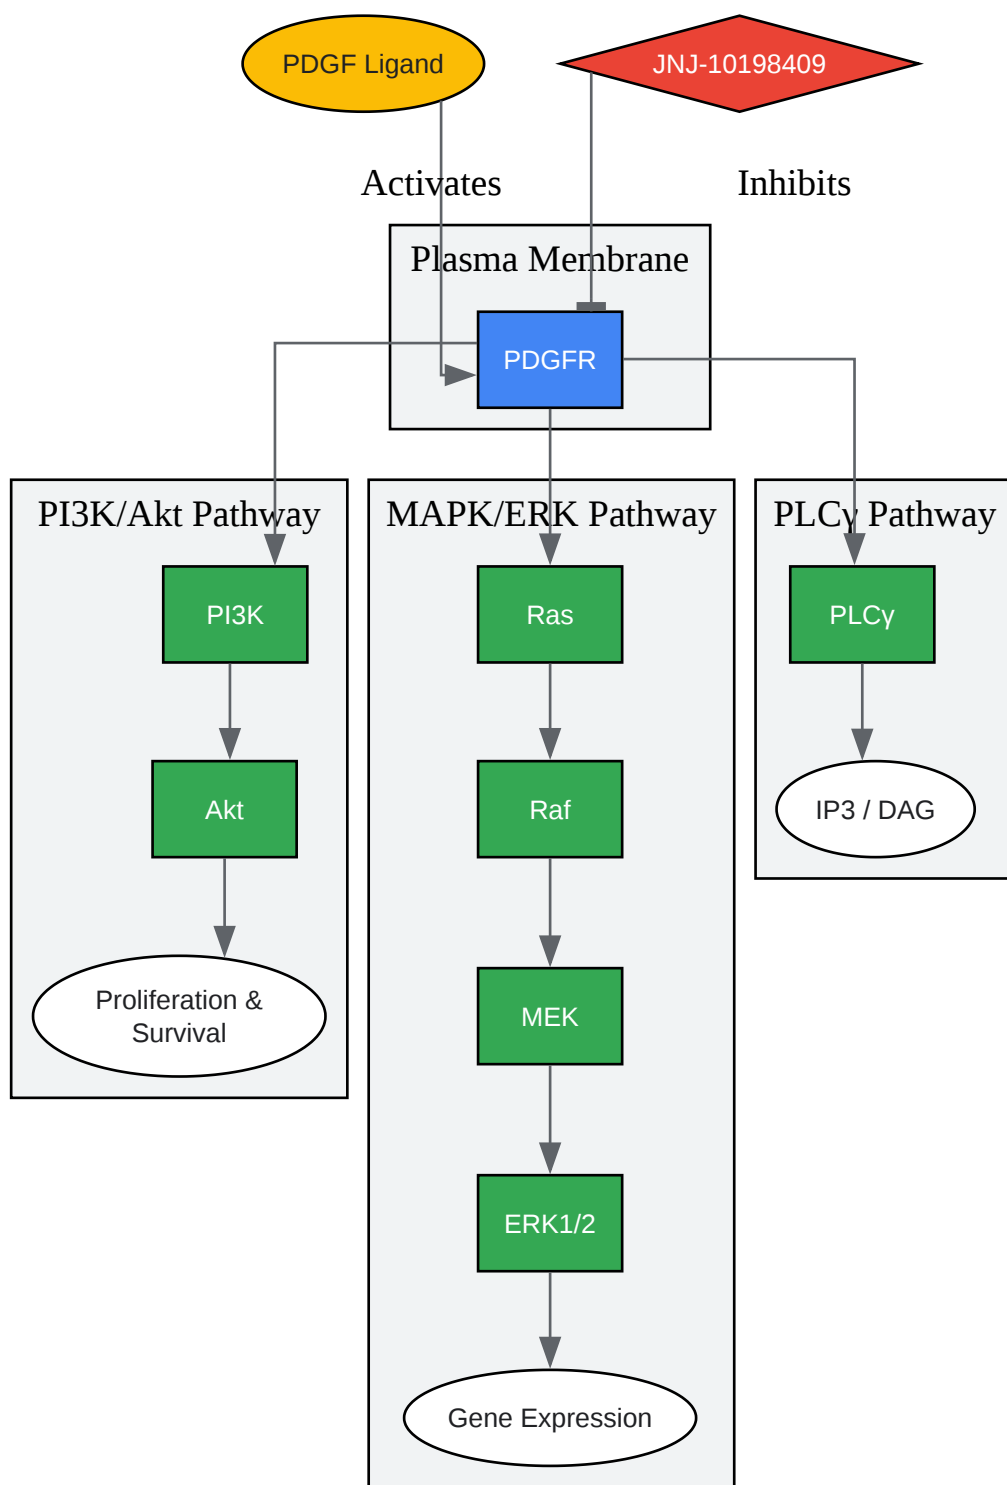 PDGF Ligand
JNJ-10198409
Activates
Inhibits
Plasma Membrane
PDGFR
PI3K/Akt Pathway
MAPK/ERK Pathway
PLCγ Pathway
PI3K
Ras
PLCγ
Akt
Raf
IP3 / DAG
Proliferation &
Survival
MEK
ERK1/2
Gene Expression